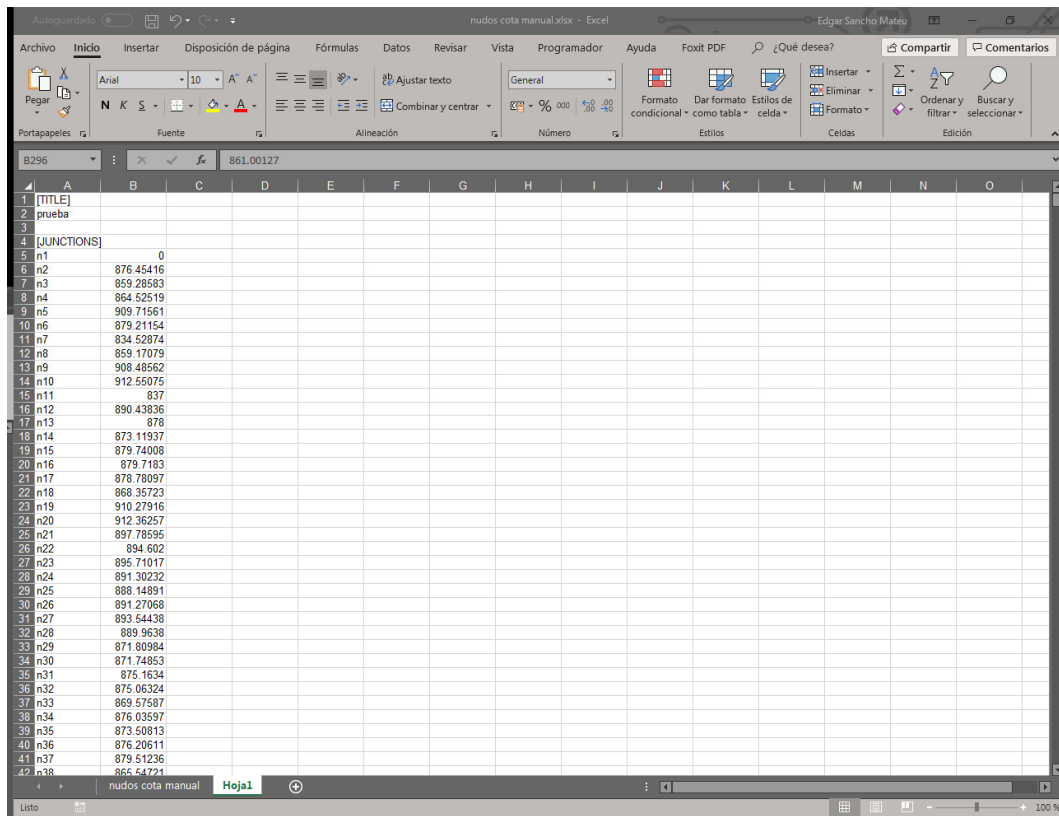 Autoguardado
nudos cota manual.xlsx - Excel
Edgar Sancho Mateu
Archivo Inicio Insertar Disposición de página Fórmulas Datos Revisar Vista Programador Ayuda Foxit PDF ¿Qué desea? Compartir Comentarios
Pegar
Arial 10
N K S
Ajustar texto
Combinar y centrar
General
% 000
Formato condicional
Dar formato como tabla
Estilos de celda
Insertar
Eliminar
Formato
Ordenar y filtrar
Buscar y seleccionar
Portapapeles Fuente Alineación Número Estilos Celdas Edición
B296 fx 861.00127
A B C D E F G H I J K L M N O
1 [TITLE]
2 prueba
3
4 [JUNCTIONS]
5 n1 0
6 n2 876.45416
7 n3 859.28583
8 n4 864.52519
9 n5 909.71561
10 n6 879.21154
11 n7 834.52874
12 n8 859.17079
13 n9 908.48562
14 n10 912.55075
15 n11 837
16 n12 890.43836
17 n13 878
18 n14 873.11937
19 n15 879.74008
20 n16 879.7183
21 n17 878.78097
22 n18 868.35723
23 n19 910.27916
24 n20 912.36257
25 n21 897.78595
26 n22 894.602
27 n23 895.71017
28 n24 891.30232
29 n25 888.14891
30 n26 891.27068
31 n27 893.54438
32 n28 889.9638
33 n29 871.80984
34 n30 871.74853
35 n31 875.1634
36 n32 875.06324
37 n33 869.57587
38 n34 876.03597
39 n35 873.50813
40 n36 876.20611
41 n37 879.51236
42 n38 865.54721
nudos cota manual Hoja1
Listo
100 %